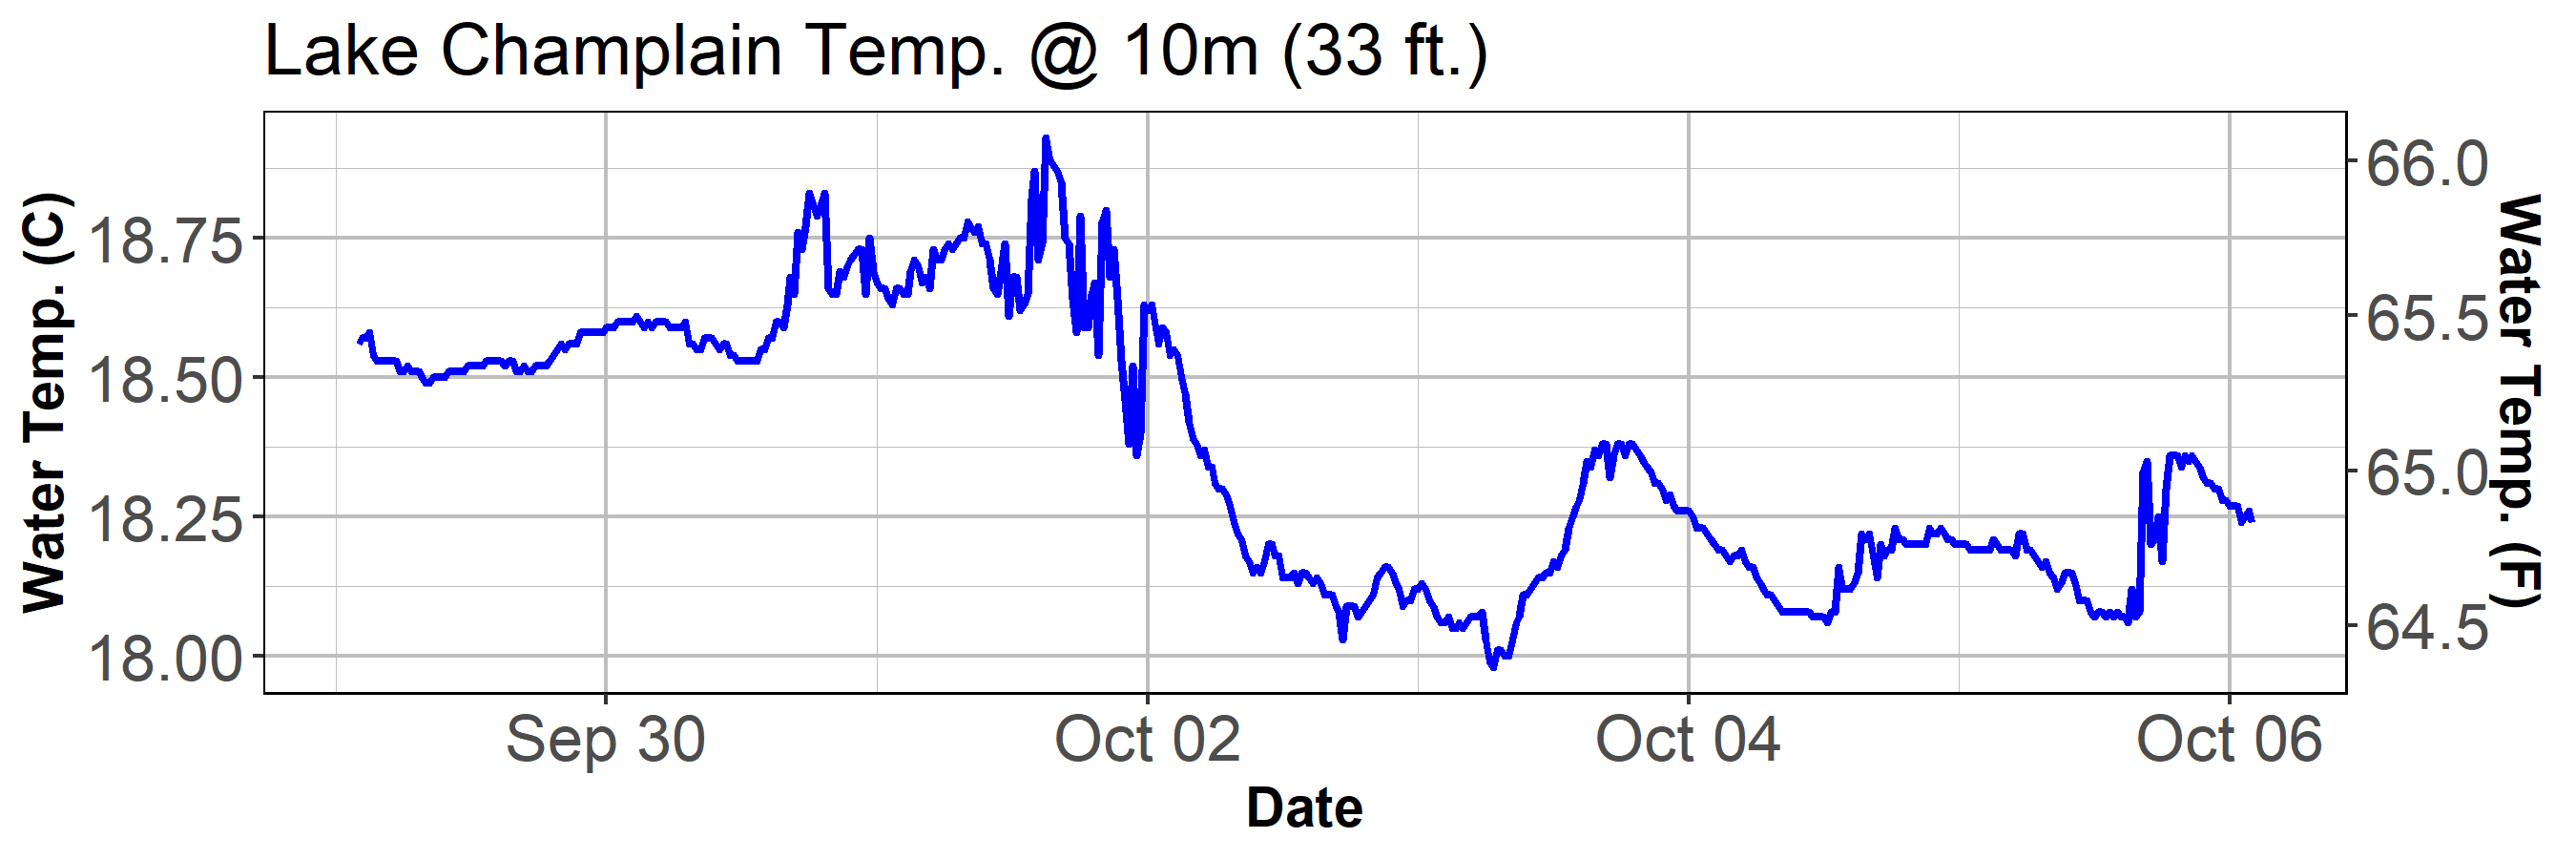 Lake Champlain Temp. @ 10m (33 ft.)
Water Temp. (C)
18.75
18.50
18.25
18.00
66.0
65.5
65.0
64.5
Water Temp. (F)
Sep 30
Oct 02
Oct 04
Oct 06
Date